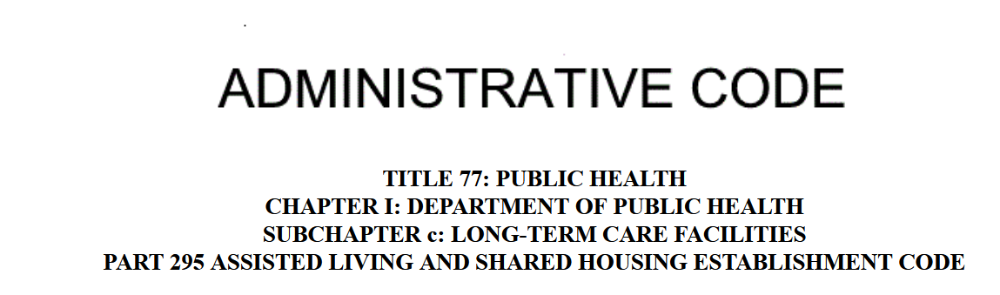 ADMINISTRATIVE CODE
TITLE 77: PUBLIC HEALTH
CHAPTER I: DEPARTMENT OF PUBLIC HEALTH
SUBCHAPTER c: LONG-TERM CARE FACILITIES
PART 295 ASSISTED LIVING AND SHARED HOUSING ESTABLISHMENT CODE